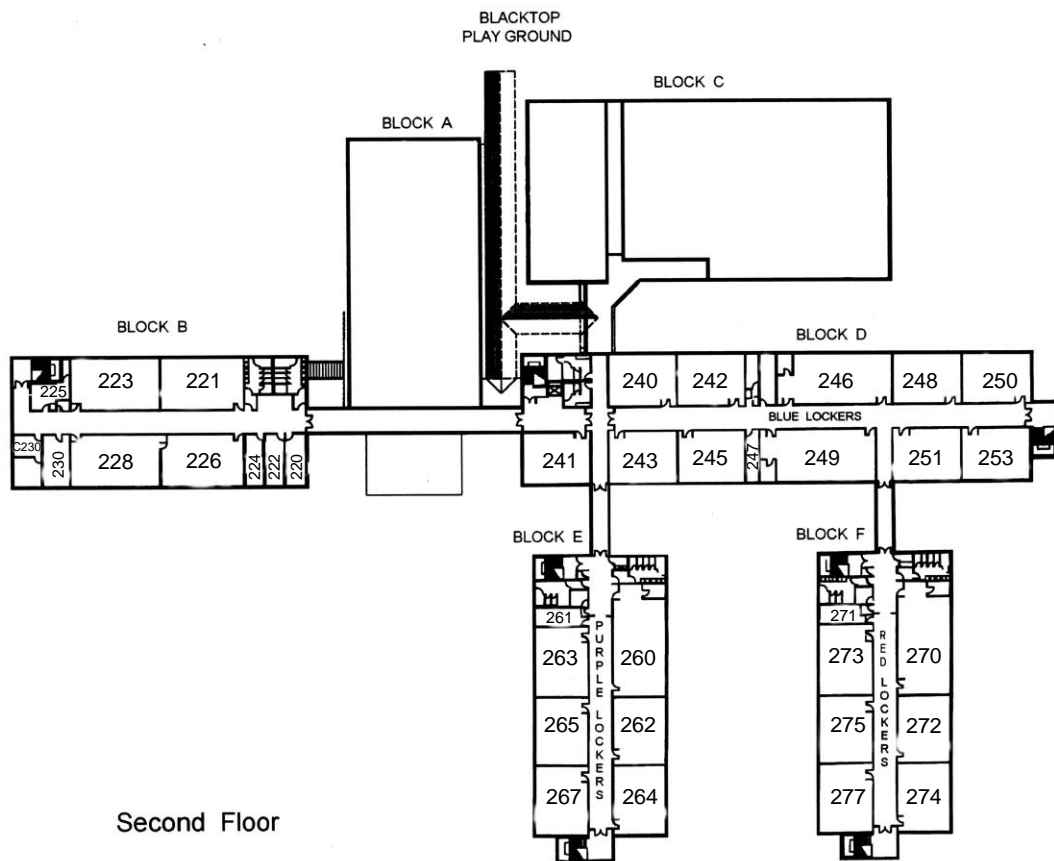 BLACKTOP
PLAY GROUND
BLOCK C
BLOCK A
BLOCK B
BLOCK D
225
223
221
240
242
246
248
250
BLUE LOCKERS
C230
230
228
226
224
222
220
241
243
245
247
249
251
253
BLOCK E
BLOCK F
261
263
260
265
262
267
264
PURPLE LOCKERS
271
273
270
275
272
277
274
RED LOCKERS
Second Floor